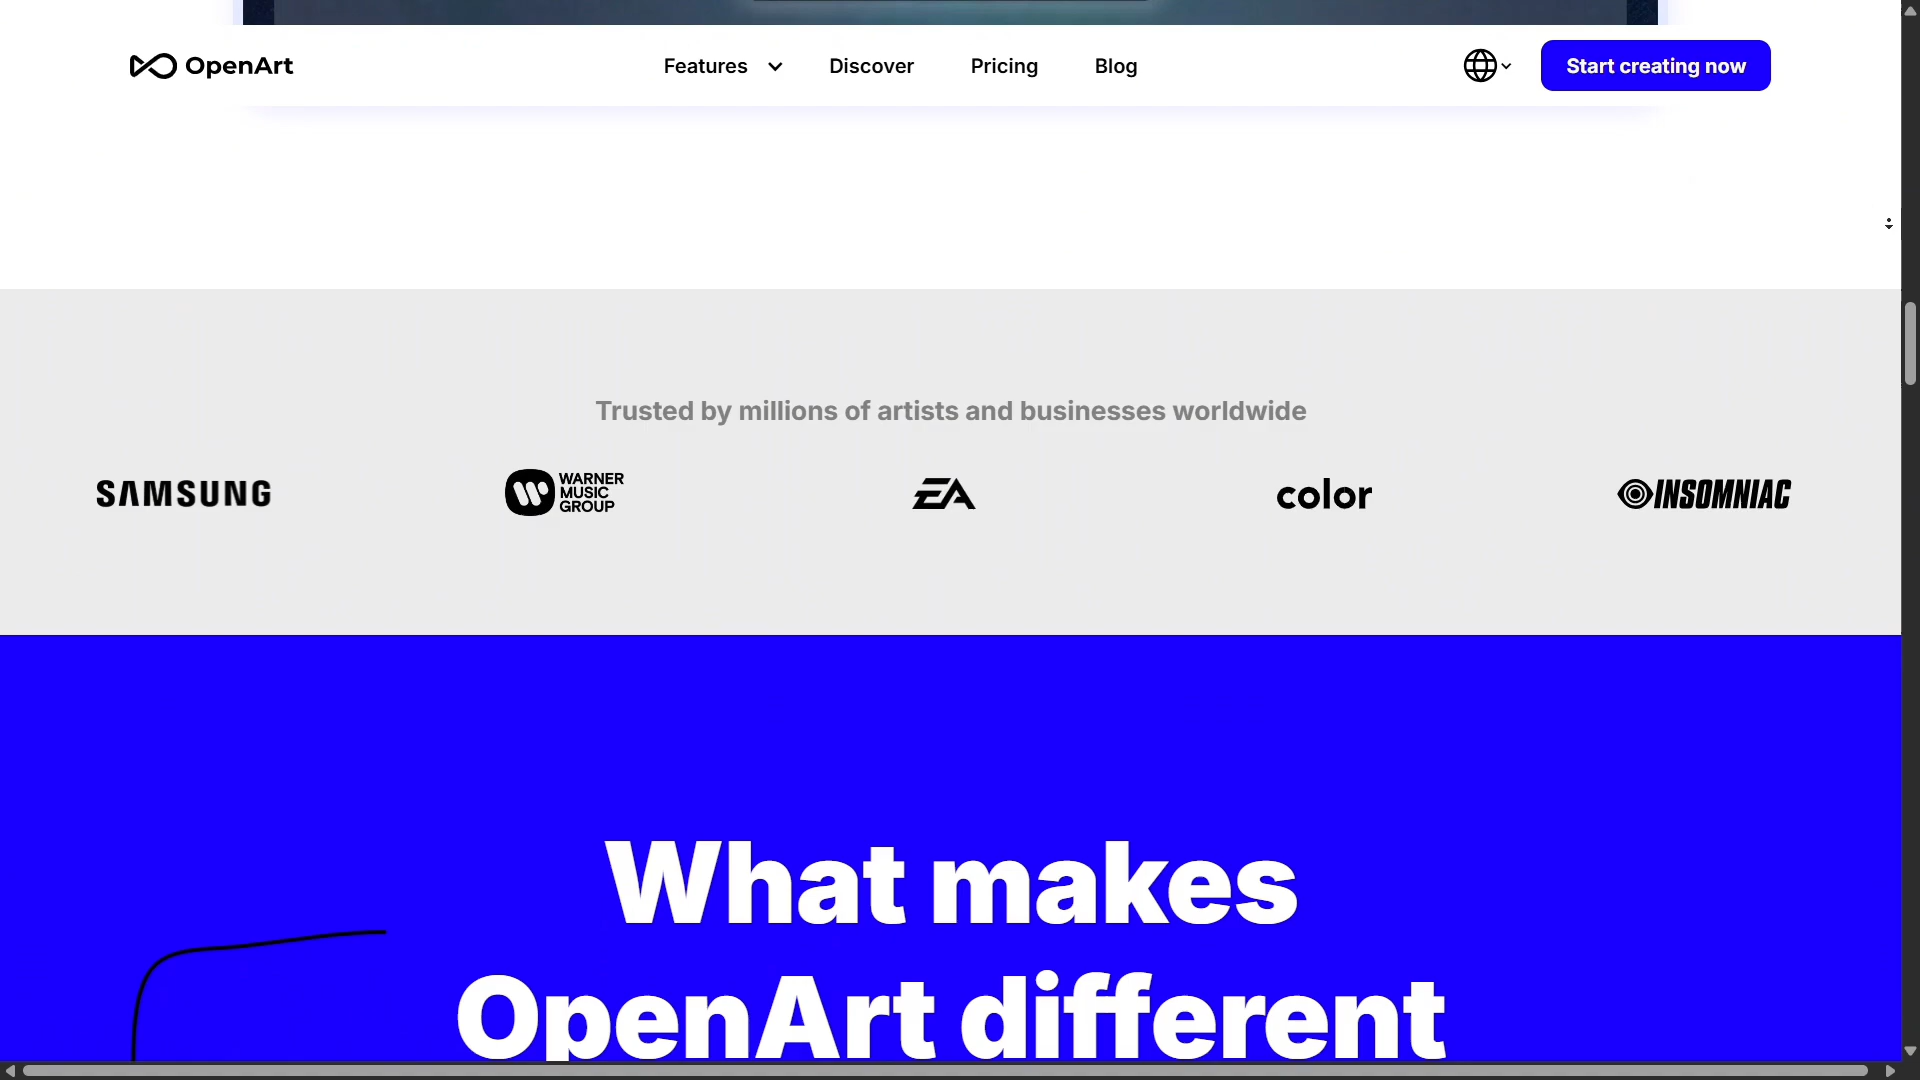 OpenArt
Features
Discover
Pricing
Blog
Start creating now
Trusted by millions of artists and businesses worldwide
SAMSUNG
WARNER
MUSIC
GROUP
EA
color
INSOMNIAC
What makes
OpenArt different